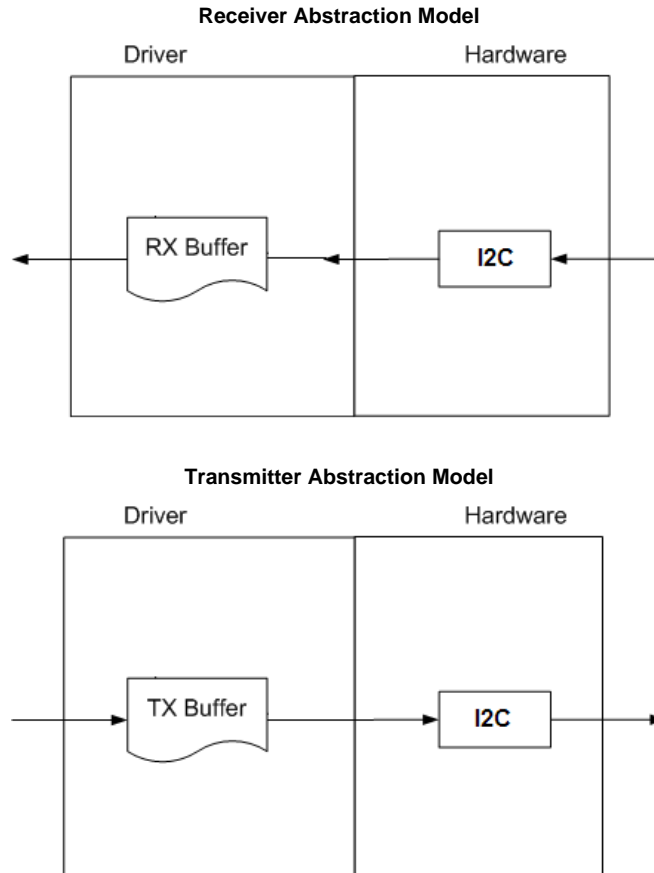 Receiver Abstraction Model
Driver Hardware
RX Buffer I2C
Transmitter Abstraction Model
Driver Hardware
TX Buffer I2C